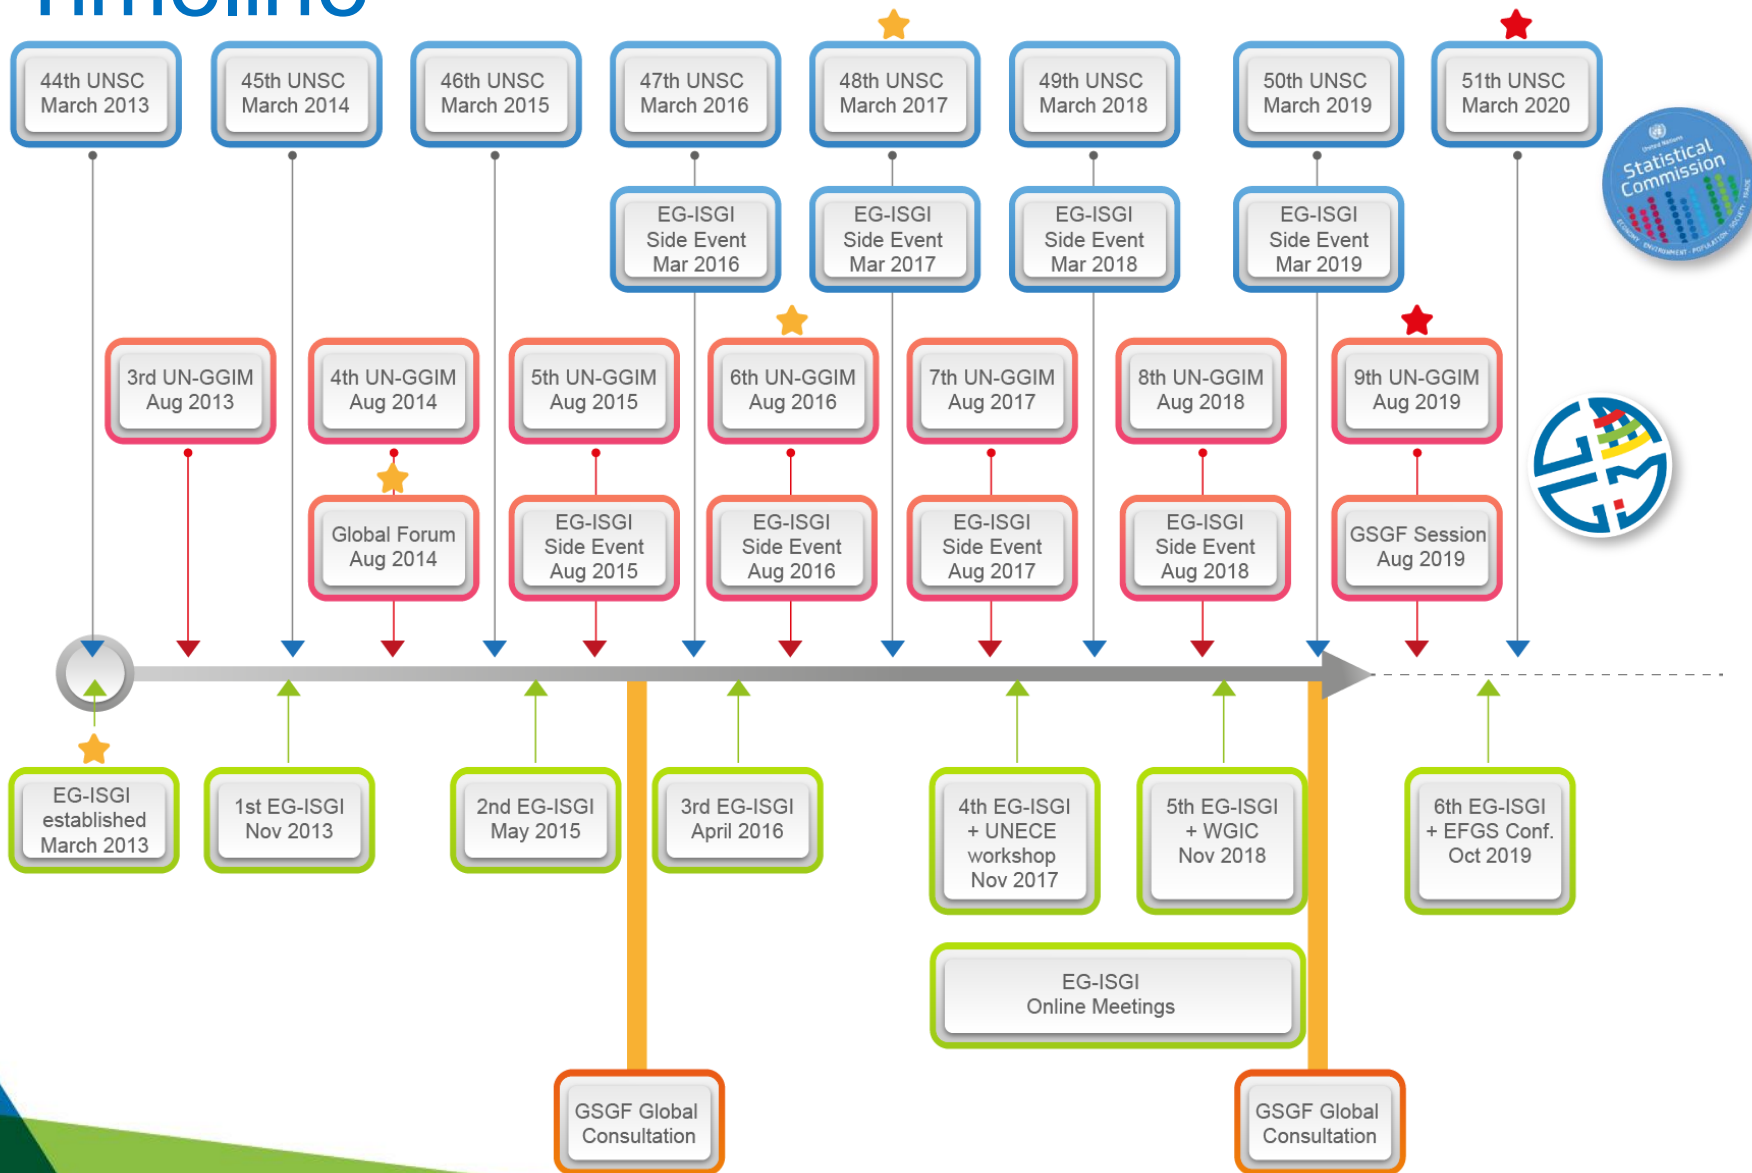 Timeline
44th UNSC
March 2013
45th UNSC
March 2014
46th UNSC
March 2015
47th UNSC
March 2016
48th UNSC
March 2017
49th UNSC
March 2018
50th UNSC
March 2019
51th UNSC
March 2020
United Nations
Statistical
Commission
ECONOMY - ENVIRONMENT - POPULATION - SOCIETY - TRADE
EG-ISGI
Side Event
Mar 2016
EG-ISGI
Side Event
Mar 2017
EG-ISGI
Side Event
Mar 2018
EG-ISGI
Side Event
Mar 2019
3rd UN-GGIM
Aug 2013
4th UN-GGIM
Aug 2014
5th UN-GGIM
Aug 2015
6th UN-GGIM
Aug 2016
7th UN-GGIM
Aug 2017
8th UN-GGIM
Aug 2018
9th UN-GGIM
Aug 2019
Global Forum
Aug 2014
EG-ISGI
Side Event
Aug 2015
EG-ISGI
Side Event
Aug 2016
EG-ISGI
Side Event
Aug 2017
EG-ISGI
Side Event
Aug 2018
GSGF Session
Aug 2019
EG-ISGI
established
March 2013
1st EG-ISGI
Nov 2013
2nd EG-ISGI
May 2015
3rd EG-ISGI
April 2016
4th EG-ISGI
+ UNECE
workshop
Nov 2017
5th EG-ISGI
+ WGIC
Nov 2018
6th EG-ISGI
+ EFGS Conf.
Oct 2019
EG-ISGI
Online Meetings
GSGF Global
Consultation
GSGF Global
Consultation